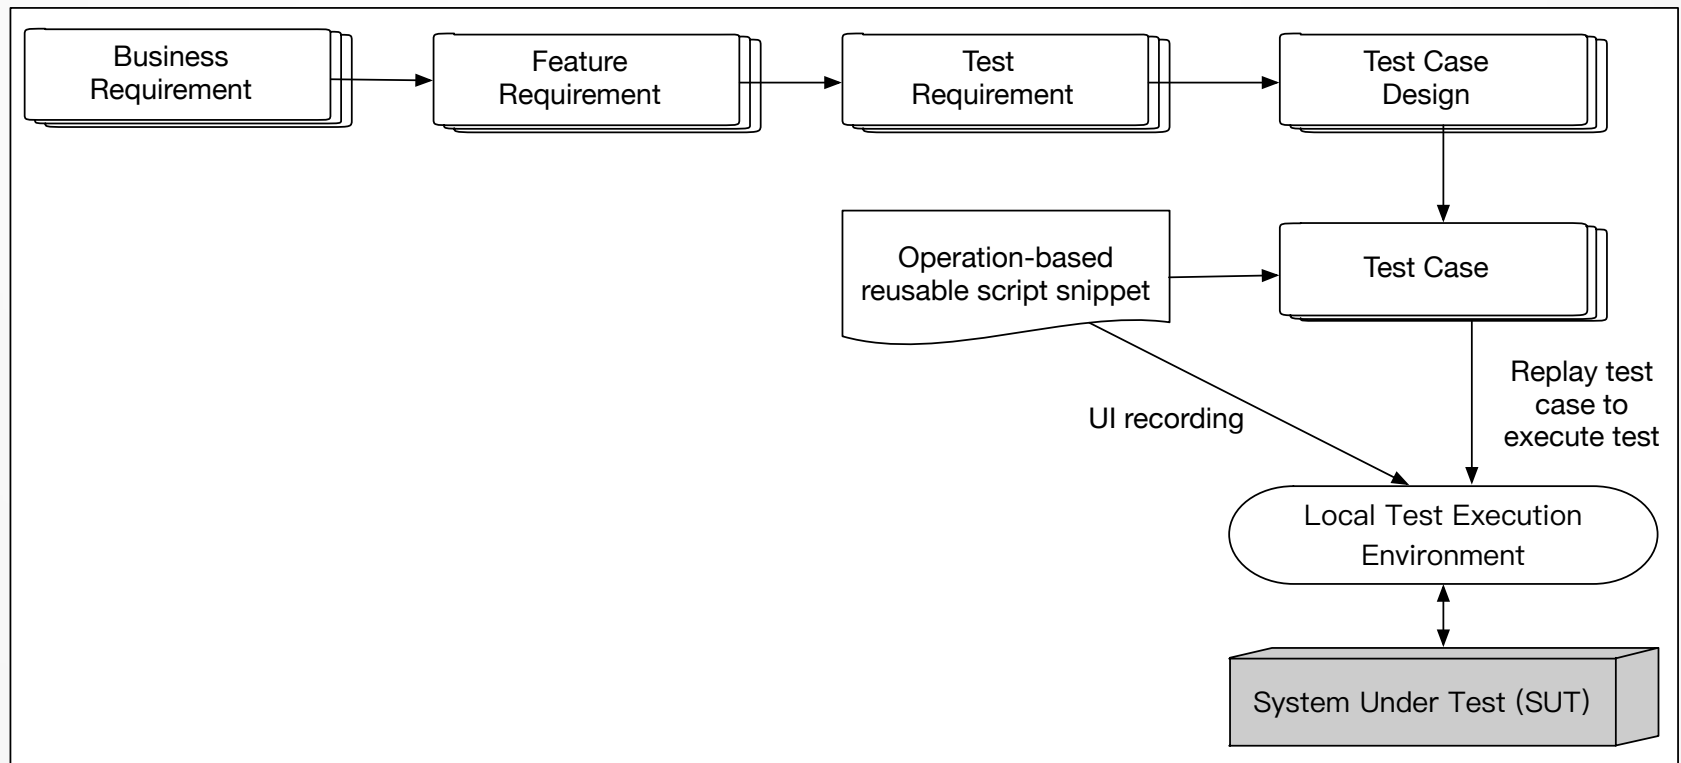 Business
Requirement
Feature
Requirement
Test
Requirement
Test Case
Design
Operation-based
reusable script snippet
Test Case
Replay test
case to
execute test
UI recording
Local Test Execution
Environment
System Under Test (SUT)